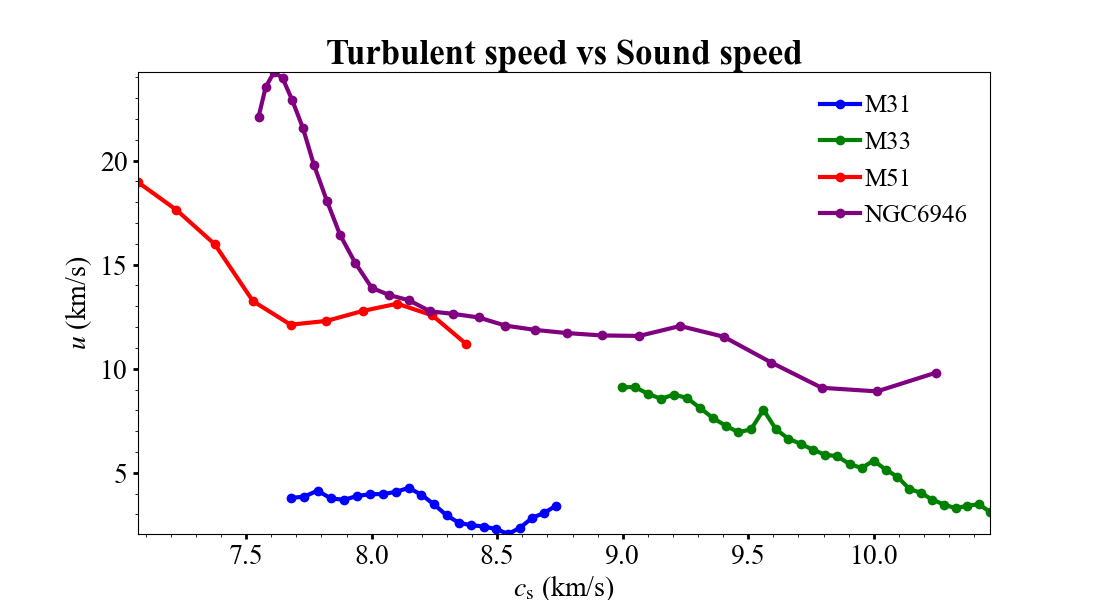 Turbulent speed vs Sound speed
M31
M33
M51
NGC6946
20
15
10
5
u (km/s)
7.5 8.0 8.5 9.0 9.5 10.0
cₛ (km/s)